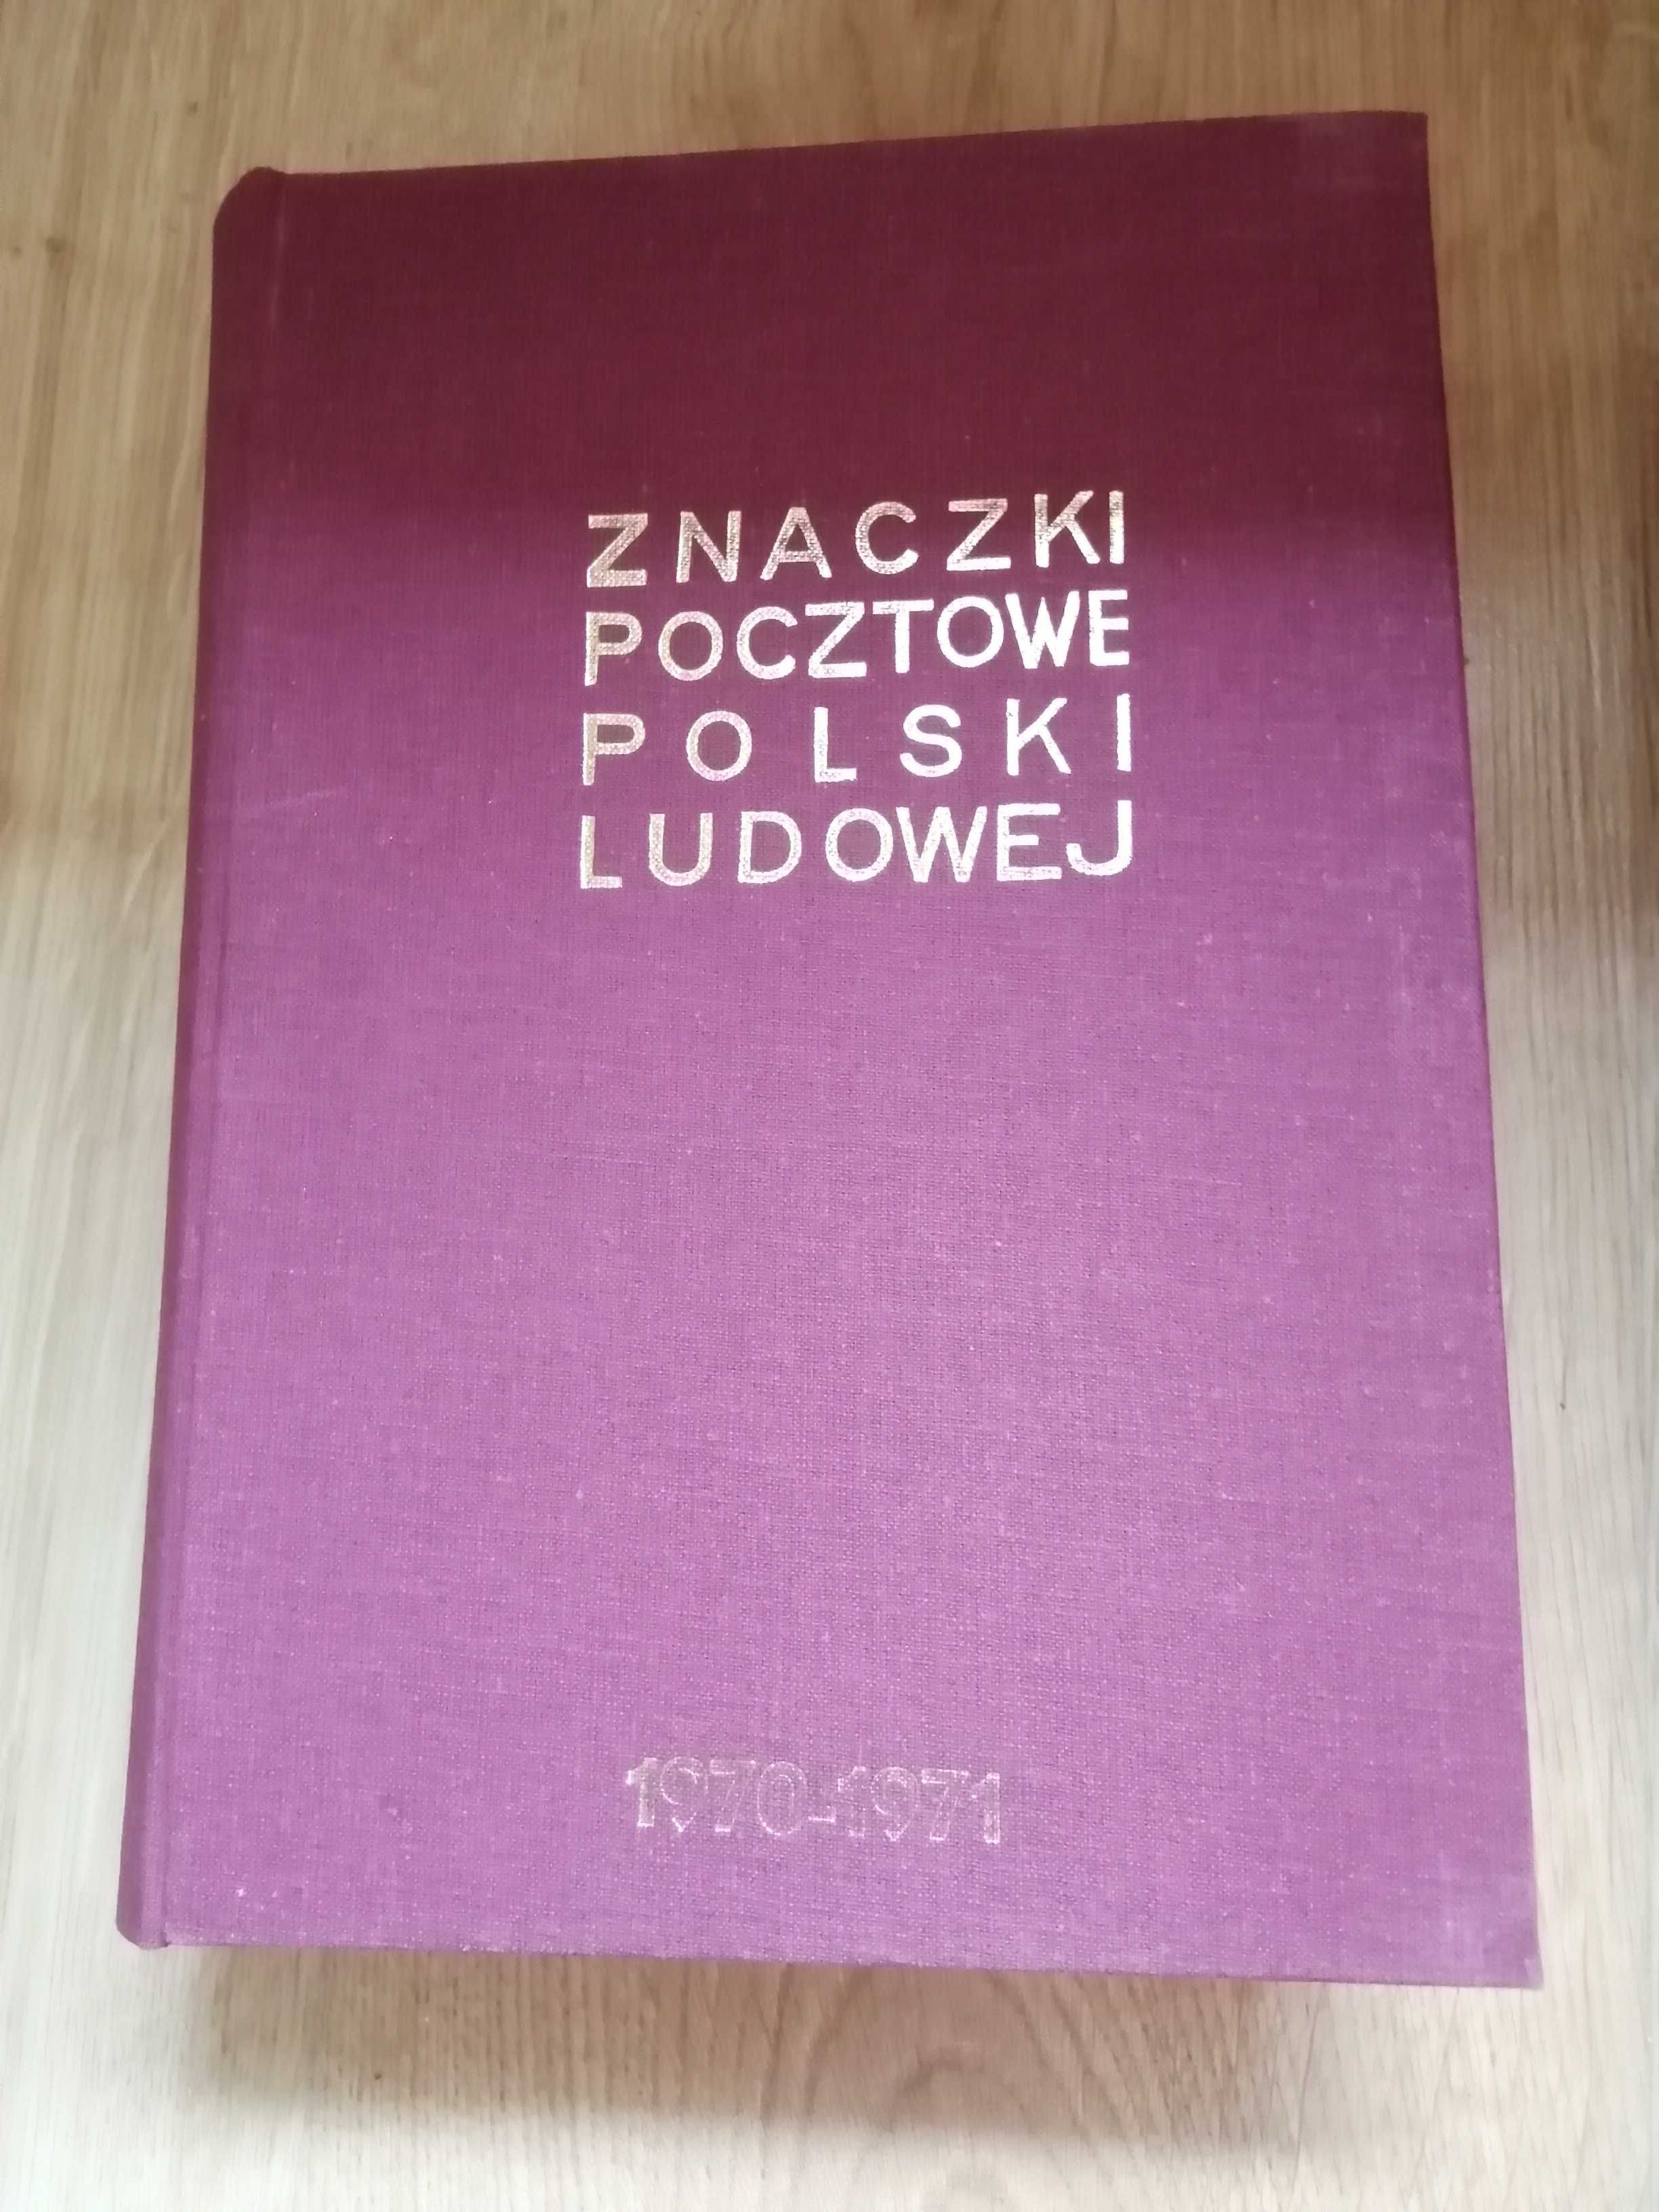 ZNACZKI
POCZTOWE
POLSKI
LUDOWEJ
1970-1971